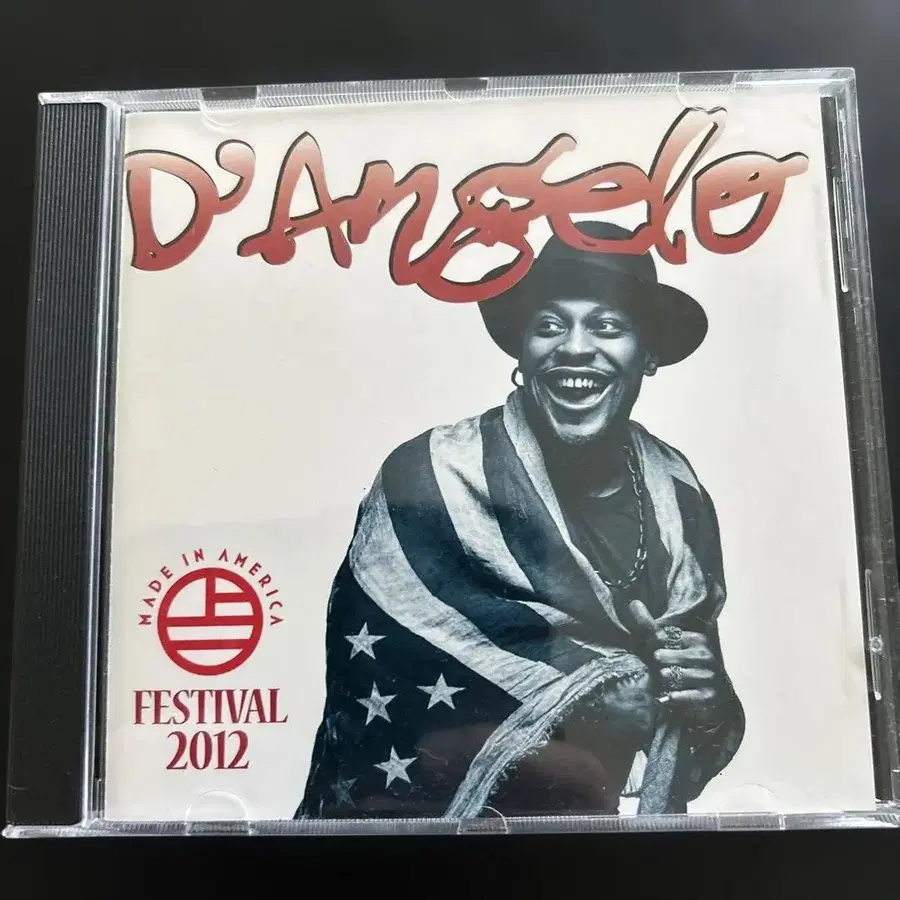 D'Angelo
MADE IN AMERICA
FESTIVAL
2012